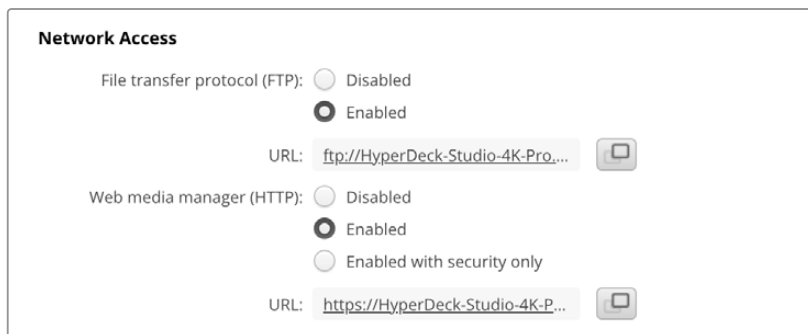 Network Access
File transfer protocol (FTP): Disabled
Enabled
URL: ftp://HyperDeck-Studio-4K-Pro....
Web media manager (HTTP): Disabled
Enabled
Enabled with security only
URL: https://HyperDeck-Studio-4K-P...